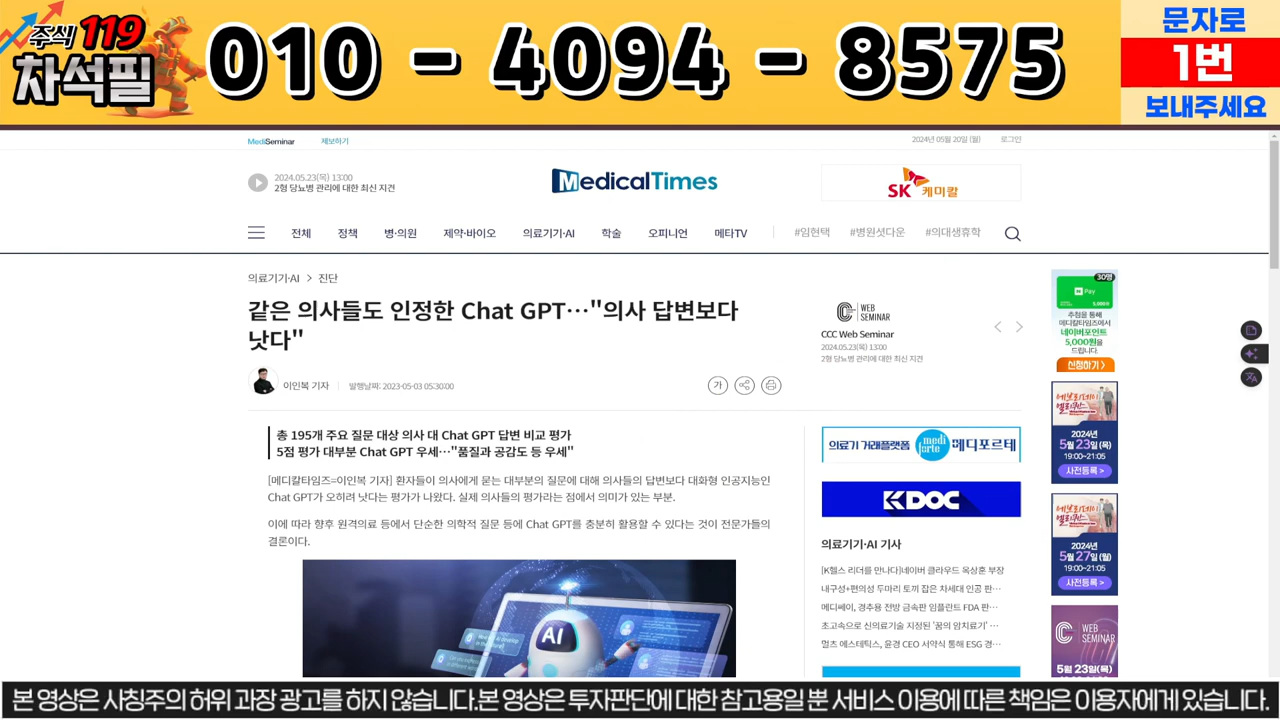 주식 119
차석필
010 - 4094 - 8575
문자로
1번
보내주세요
MediSeminar
제보하기
2024년 05월 20일 (월)
로그인
2024.05.23(목) 13:00
2형 당뇨병 관리에 대한 최신 지견
MedicalTimes
SK 케미칼
전체
정책
병·의원
제약·바이오
의료기기·AI
학술
오피니언
메타TV
#임현택
#병원셧다운
#의대생휴학
의료기기·AI > 진단
같은 의사들도 인정한 Chat GPT…"의사 답변보다
낫다"
이인복 기자
발행날짜: 2023-05-03 05:30:00
가
총 195개 주요 질문 대상 의사 대 Chat GPT 답변 비교 평가
5점 평가 대부분 Chat GPT 우세…"품질과 공감도 등 우세"
[메디칼타임즈=이인복 기자] 환자들이 의사에게 묻는 대부분의 질문에 대해 의사들의 답변보다 대화형 인공지능인
Chat GPT가 오히려 낫다는 평가가 나왔다. 실제 의사들의 평가라는 점에서 의미가 있는 부분.
이에 따라 향후 원격의료 등에서 단순한 의학적 질문 등에 Chat GPT를 충분히 활용할 수 있다는 것이 전문가들의
결론이다.
AI
WEB
SEMINAR
CCC Web Seminar
2024.05.23(목) 13:00
2형 당뇨병 관리에 대한 최신 지견
의료기 거래플랫폼 medi forte 메디포르테
KDOC
의료기기·AI 기사
[K헬스 리더를 만나다]네이버 클라우드 옥상훈 부장
내구성+편의성 두마리 토끼 잡은 차세대 인공 판…
메디쎄이, 경추용 전방 금속판 임플란트 FDA 판…
초고속으로 신의료기술 지정된 '꿈의 암치료기' …
멀츠 에스테틱스, 윤경 CEO 서약식 통해 ESG 경…
30명
Pay
5,000원
추첨을 통해
메디칼타임즈에서
네이버포인트
5,000원을
드립니다.
신청하기 >
2024년
5월 23일(목)
19:00~21:05
사전등록 >
2024년
5월 27일(월)
19:00~21:05
사전등록 >
WEB
SEMINAR
5월 23일(목)
본 영상은 사칭주의 허위 과장 광고를 하지 않습니다.본 영상은 투자판단에 대한 참고용일 뿐 서비스 이용에 따른 책임은 이용자에게 있습니다.